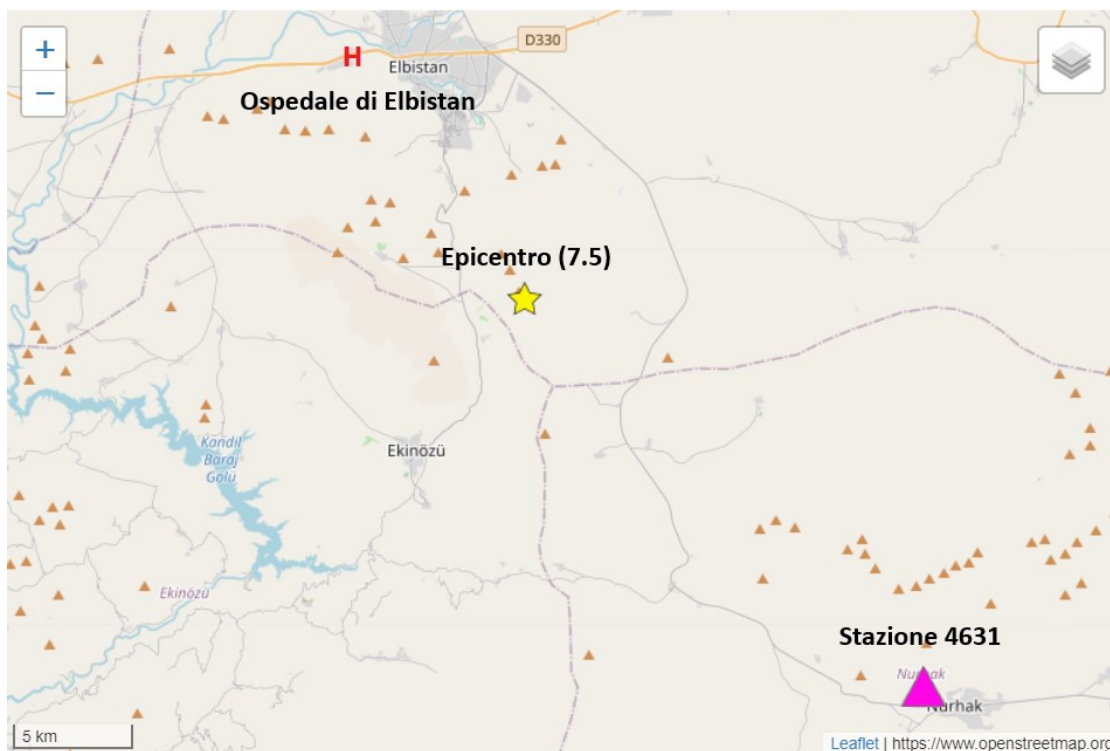 +
−
D330
H
Elbistan
Ospedale di Elbistan
Epicentro (7.5)
Kandil
Baraj
Gölü
Ekinözü
Ekinözü
Stazione 4631
Nurhak
Nurhak
5 km
Leaflet | https://www.openstreetmap.org